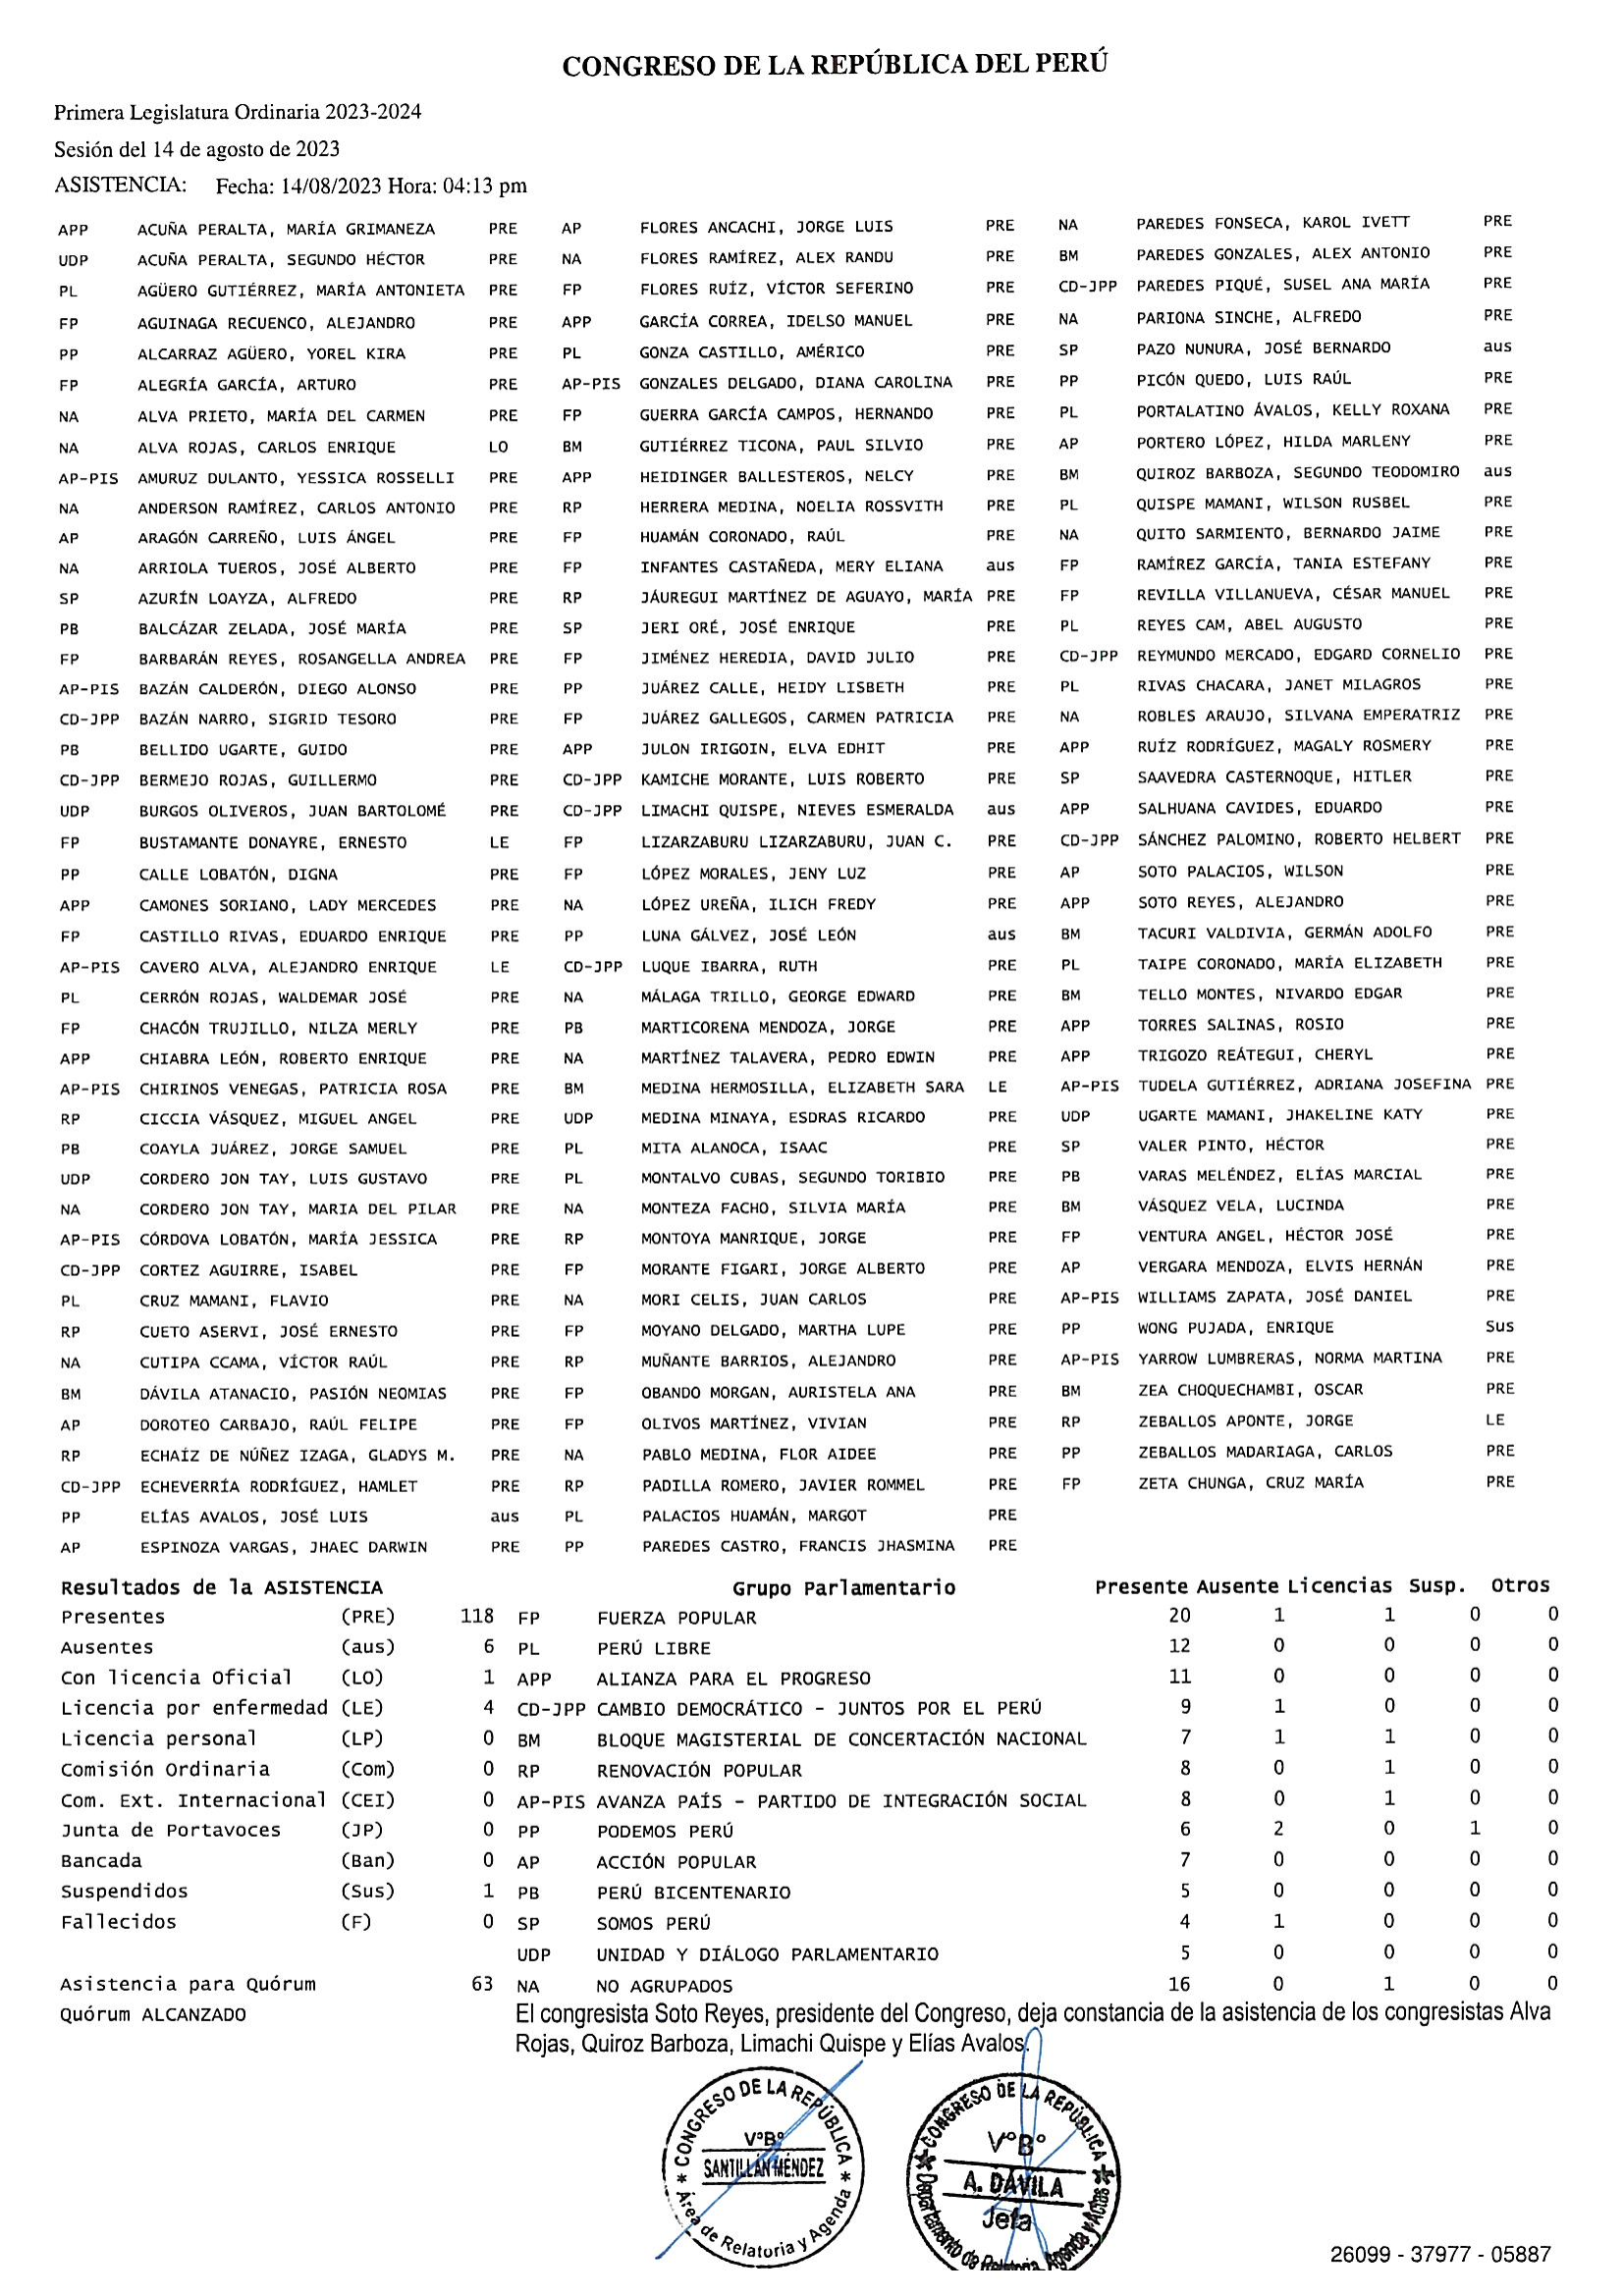 CONGRESO DE LA REPÚBLICA DEL PERÚ
Primera Legislatura Ordinaria 2023-2024
Sesión del 14 de agosto de 2023
ASISTENCIA: Fecha: 14/08/2023 Hora: 04:13 pm
APP ACUÑA PERALTA, MARÍA GRIMANEZA PRE AP FLORES ANCACHI, JORGE LUIS PRE NA PAREDES FONSECA, KAROL IVETT PRE
UDP ACUÑA PERALTA, SEGUNDO HÉCTOR PRE NA FLORES RAMÍREZ, ALEX RANDU PRE BM PAREDES GONZALES, ALEX ANTONIO PRE
PL AGÜERO GUTIÉRREZ, MARÍA ANTONIETA PRE FP FLORES RUÍZ, VÍCTOR SEFERINO PRE CD-JPP PAREDES PIQUÉ, SUSEL ANA MARÍA PRE
FP AGUINAGA RECUENCO, ALEJANDRO PRE APP GARCÍA CORREA, IDELSO MANUEL PRE NA PARIONA SINCHE, ALFREDO PRE
PP ALCARRAZ AGÜERO, YOREL KIRA PRE PL GONZA CASTILLO, AMÉRICO PRE SP PAZO NUNURA, JOSÉ BERNARDO aus
FP ALEGRÍA GARCÍA, ARTURO PRE AP-PIS GONZALES DELGADO, DIANA CAROLINA PRE PP PICÓN QUEDO, LUIS RAÚL PRE
NA ALVA PRIETO, MARÍA DEL CARMEN PRE FP GUERRA GARCÍA CAMPOS, HERNANDO PRE PL PORTALATINO ÁVALOS, KELLY ROXANA PRE
NA ALVA ROJAS, CARLOS ENRIQUE LO BM GUTIÉRREZ TICONA, PAUL SILVIO PRE AP PORTERO LÓPEZ, HILDA MARLENY PRE
AP-PIS AMURUZ DULANTO, YESSICA ROSSELLI PRE APP HEIDINGER BALLESTEROS, NELCY PRE BM QUIROZ BARBOZA, SEGUNDO TEODOMIRO aus
NA ANDERSON RAMÍREZ, CARLOS ANTONIO PRE RP HERRERA MEDINA, NOELIA ROSSVITH PRE PL QUISPE MAMANI, WILSON RUSBEL PRE
AP ARAGÓN CARREÑO, LUIS ÁNGEL PRE FP HUAMÁN CORONADO, RAÚL PRE NA QUITO SARMIENTO, BERNARDO JAIME PRE
NA ARRIOLA TUEROS, JOSÉ ALBERTO PRE FP INFANTES CASTAÑEDA, MERY ELIANA aus FP RAMÍREZ GARCÍA, TANIA ESTEFANY PRE
SP AZURÍN LOAYZA, ALFREDO PRE RP JÁUREGUI MARTÍNEZ DE AGUAYO, MARÍA PRE FP REVILLA VILLANUEVA, CÉSAR MANUEL PRE
PB BALCÁZAR ZELADA, JOSÉ MARÍA PRE SP JERI ORÉ, JOSÉ ENRIQUE PRE PL REYES CAM, ABEL AUGUSTO PRE
FP BARBARÁN REYES, ROSANGELLA ANDREA PRE FP JIMÉNEZ HEREDIA, DAVID JULIO PRE CD-JPP REYMUNDO MERCADO, EDGARD CORNELIO PRE
AP-PIS BAZÁN CALDERÓN, DIEGO ALONSO PRE PP JUÁREZ CALLE, HEIDY LISBETH PRE PL RIVAS CHACARA, JANET MILAGROS PRE
CD-JPP BAZÁN NARRO, SIGRID TESORO PRE FP JUÁREZ GALLEGOS, CARMEN PATRICIA PRE NA ROBLES ARAUJO, SILVANA EMPERATRIZ PRE
PB BELLIDO UGARTE, GUIDO PRE APP JULON IRIGOIN, ELVA EDHIT PRE APP RUÍZ RODRÍGUEZ, MAGALY ROSMERY PRE
CD-JPP BERMEJO ROJAS, GUILLERMO PRE CD-JPP KAMICHE MORANTE, LUIS ROBERTO PRE SP SAAVEDRA CASTERNOQUE, HITLER PRE
UDP BURGOS OLIVEROS, JUAN BARTOLOMÉ PRE CD-JPP LIMACHI QUISPE, NIEVES ESMERALDA aus APP SALHUANA CAVIDES, EDUARDO PRE
FP BUSTAMANTE DONAYRE, ERNESTO LE FP LIZARZABURU LIZARZABURU, JUAN C. PRE CD-JPP SÁNCHEZ PALOMINO, ROBERTO HELBERT PRE
PP CALLE LOBATÓN, DIGNA PRE FP LÓPEZ MORALES, JENY LUZ PRE AP SOTO PALACIOS, WILSON PRE
APP CAMONES SORIANO, LADY MERCEDES PRE NA LÓPEZ UREÑA, ILICH FREDY PRE APP SOTO REYES, ALEJANDRO PRE
FP CASTILLO RIVAS, EDUARDO ENRIQUE PRE PP LUNA GÁLVEZ, JOSÉ LEÓN aus BM TACURI VALDIVIA, GERMÁN ADOLFO PRE
AP-PIS CAVERO ALVA, ALEJANDRO ENRIQUE LE CD-JPP LUQUE IBARRA, RUTH PRE PL TAIPE CORONADO, MARÍA ELIZABETH PRE
PL CERRÓN ROJAS, WALDEMAR JOSÉ PRE NA MÁLAGA TRILLO, GEORGE EDWARD PRE BM TELLO MONTES, NIVARDO EDGAR PRE
FP CHACÓN TRUJILLO, NILZA MERLY PRE PB MARTICORENA MENDOZA, JORGE PRE APP TORRES SALINAS, ROSIO PRE
APP CHIABRA LEÓN, ROBERTO ENRIQUE PRE NA MARTÍNEZ TALAVERA, PEDRO EDWIN PRE APP TRIGOZO REÁTEGUI, CHERYL PRE
AP-PIS CHIRINOS VENEGAS, PATRICIA ROSA PRE BM MEDINA HERMOSILLA, ELIZABETH SARA LE AP-PIS TUDELA GUTIÉRREZ, ADRIANA JOSEFINA PRE
RP CICCIA VÁSQUEZ, MIGUEL ANGEL PRE UDP MEDINA MINAYA, ESDRAS RICARDO PRE UDP UGARTE MAMANI, JHAKELINE KATY PRE
PB COAYLA JUÁREZ, JORGE SAMUEL PRE PL MITA ALANOCA, ISAAC PRE SP VALER PINTO, HÉCTOR PRE
UDP CORDERO JON TAY, LUIS GUSTAVO PRE PL MONTALVO CUBAS, SEGUNDO TORIBIO PRE PB VARAS MELÉNDEZ, ELÍAS MARCIAL PRE
NA CORDERO JON TAY, MARIA DEL PILAR PRE NA MONTEZA FACHO, SILVIA MARÍA PRE BM VÁSQUEZ VELA, LUCINDA PRE
AP-PIS CÓRDOVA LOBATÓN, MARÍA JESSICA PRE RP MONTOYA MANRIQUE, JORGE PRE FP VENTURA ANGEL, HÉCTOR JOSÉ PRE
CD-JPP CORTEZ AGUIRRE, ISABEL PRE FP MORANTE FIGARI, JORGE ALBERTO PRE AP VERGARA MENDOZA, ELVIS HERNÁN PRE
PL CRUZ MAMANI, FLAVIO PRE NA MORI CELIS, JUAN CARLOS PRE AP-PIS WILLIAMS ZAPATA, JOSÉ DANIEL PRE
RP CUETO ASERVI, JOSÉ ERNESTO PRE FP MOYANO DELGADO, MARTHA LUPE PRE PP WONG PUJADA, ENRIQUE Sus
NA CUTIPA CCAMA, VÍCTOR RAÚL PRE RP MUÑANTE BARRIOS, ALEJANDRO PRE AP-PIS YARROW LUMBRERAS, NORMA MARTINA PRE
BM DÁVILA ATANACIO, PASIÓN NEOMIAS PRE FP OBANDO MORGAN, AURISTELA ANA PRE BM ZEA CHOQUECHAMBI, OSCAR PRE
AP DOROTEO CARBAJO, RAÚL FELIPE PRE FP OLIVOS MARTÍNEZ, VIVIAN PRE RP ZEBALLOS APONTE, JORGE LE
RP ECHAÍZ DE NÚÑEZ IZAGA, GLADYS M. PRE NA PABLO MEDINA, FLOR AIDEE PRE PP ZEBALLOS MADARIAGA, CARLOS PRE
CD-JPP ECHEVERRÍA RODRÍGUEZ, HAMLET PRE RP PADILLA ROMERO, JAVIER ROMMEL PRE FP ZETA CHUNGA, CRUZ MARÍA PRE
PP ELÍAS AVALOS, JOSÉ LUIS aus PL PALACIOS HUAMÁN, MARGOT PRE
AP ESPINOZA VARGAS, JHAEC DARWIN PRE PP PAREDES CASTRO, FRANCIS JHASMINA PRE
Resultados de la ASISTENCIA Grupo Parlamentario Presente Ausente Licencias Susp. Otros
Presentes (PRE) 118 FP FUERZA POPULAR 20 1 1 0 0
Ausentes (aus) 6 PL PERÚ LIBRE 12 0 0 0 0
Con licencia Oficial (LO) 1 APP ALIANZA PARA EL PROGRESO 11 0 0 0 0
Licencia por enfermedad (LE) 4 CD-JPP CAMBIO DEMOCRÁTICO - JUNTOS POR EL PERÚ 9 1 0 0 0
Licencia personal (LP) 0 BM BLOQUE MAGISTERIAL DE CONCERTACIÓN NACIONAL 7 1 1 0 0
Comisión Ordinaria (Com) 0 RP RENOVACIÓN POPULAR 8 0 1 0 0
Com. Ext. Internacional (CEI) 0 AP-PIS AVANZA PAÍS - PARTIDO DE INTEGRACIÓN SOCIAL 8 0 1 0 0
Junta de Portavoces (JP) 0 PP PODEMOS PERÚ 6 2 0 1 0
Bancada (Ban) 0 AP ACCIÓN POPULAR 7 0 0 0 0
Suspendidos (Sus) 1 PB PERÚ BICENTENARIO 5 0 0 0 0
Fallecidos (F) 0 SP SOMOS PERÚ 4 1 0 0 0
UDP UNIDAD Y DIÁLOGO PARLAMENTARIO 5 0 0 0 0
Asistencia para Quórum 63 NA NO AGRUPADOS 16 0 1 0 0
Quórum ALCANZADO
El congresista Soto Reyes, presidente del Congreso, deja constancia de la asistencia de los congresistas Alva
Rojas, Quiroz Barboza, Limachi Quispe y Elías Avalos.
CONGRESO DE LA REPÚBLICA
V°B°
SANTILLÁN MÉNDEZ
Área de Relatoria y Agenda
CONGRESO DE LA REPÚBLICA
V°B°
A. DÁVILA
Jefa
Departamento de Relatoria, Agenda y Actas
26099 - 37977 - 05887